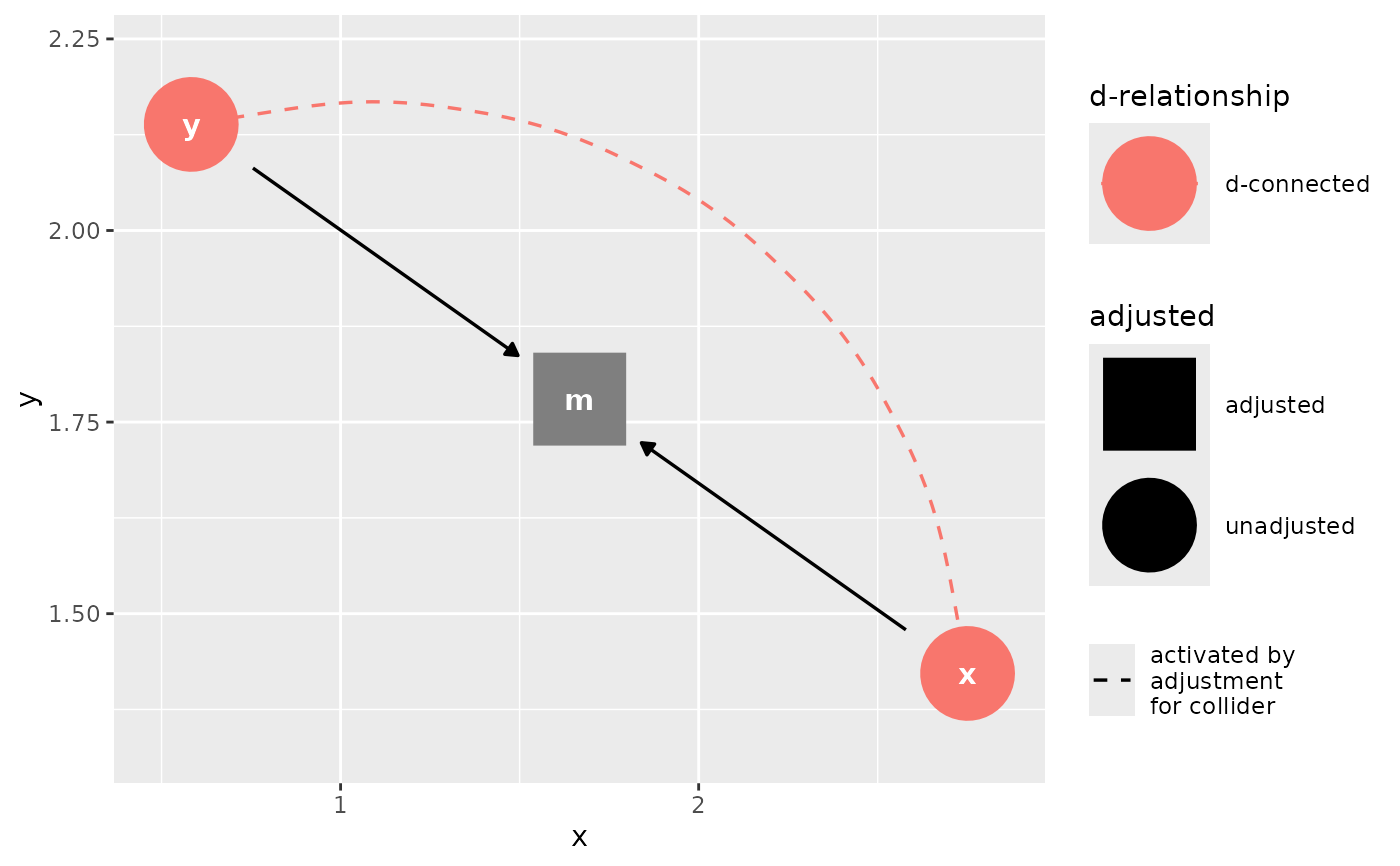 2.25
2.00
1.75
1.50
y
y
m
x
1
2
x
d-relationship
d-connected
adjusted
adjusted
unadjusted
activated by
adjustment
for collider